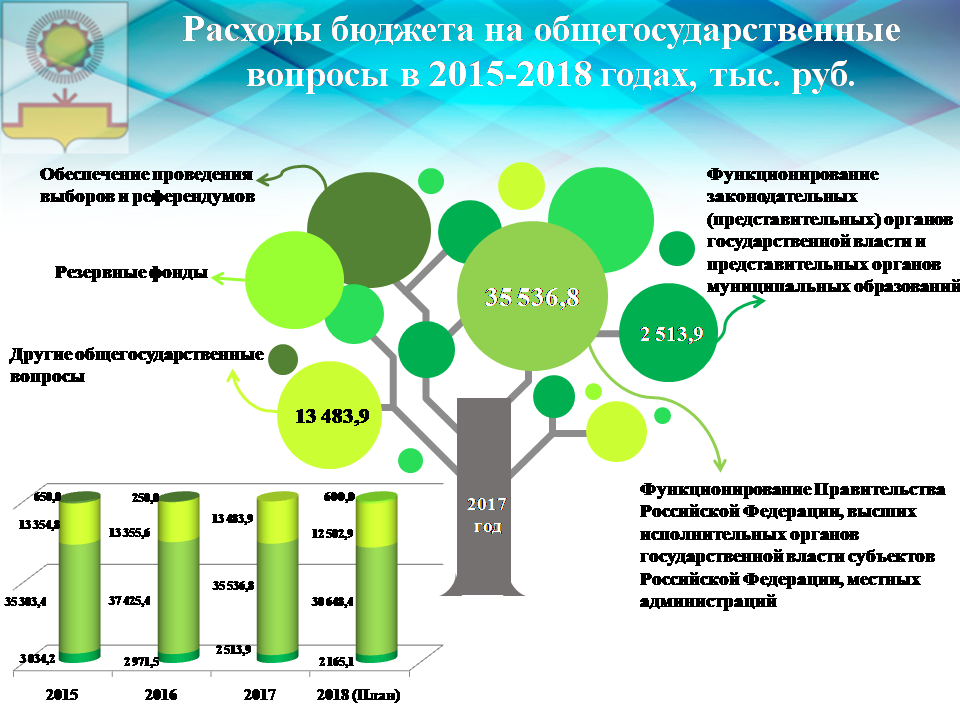 Расходы бюджета на общегосударственные
вопросы в 2015-2018 годах, тыс. руб.
Обеспечение проведения
выборов и референдумов
Резервные фонды
Другие общегосударственные
вопросы
13 483,9
35 536,8
2 513,9
Функционирование
законодательных
(представительных) органов
государственной власти и
представительных органов
муниципальных образований
2017
год
Функционирование Правительства
Российской Федерации, высших
исполнительных органов
государственной власти субъектов
Российской Федерации, местных
администраций
650,0
250,0
600,0
13 354,8
13 355,6
13 483,9
12 502,9
35 303,4
37 425,4
35 536,8
30 648,4
3 034,2
2 971,5
2 513,9
2 165,1
2015
2016
2017
2018 (План)